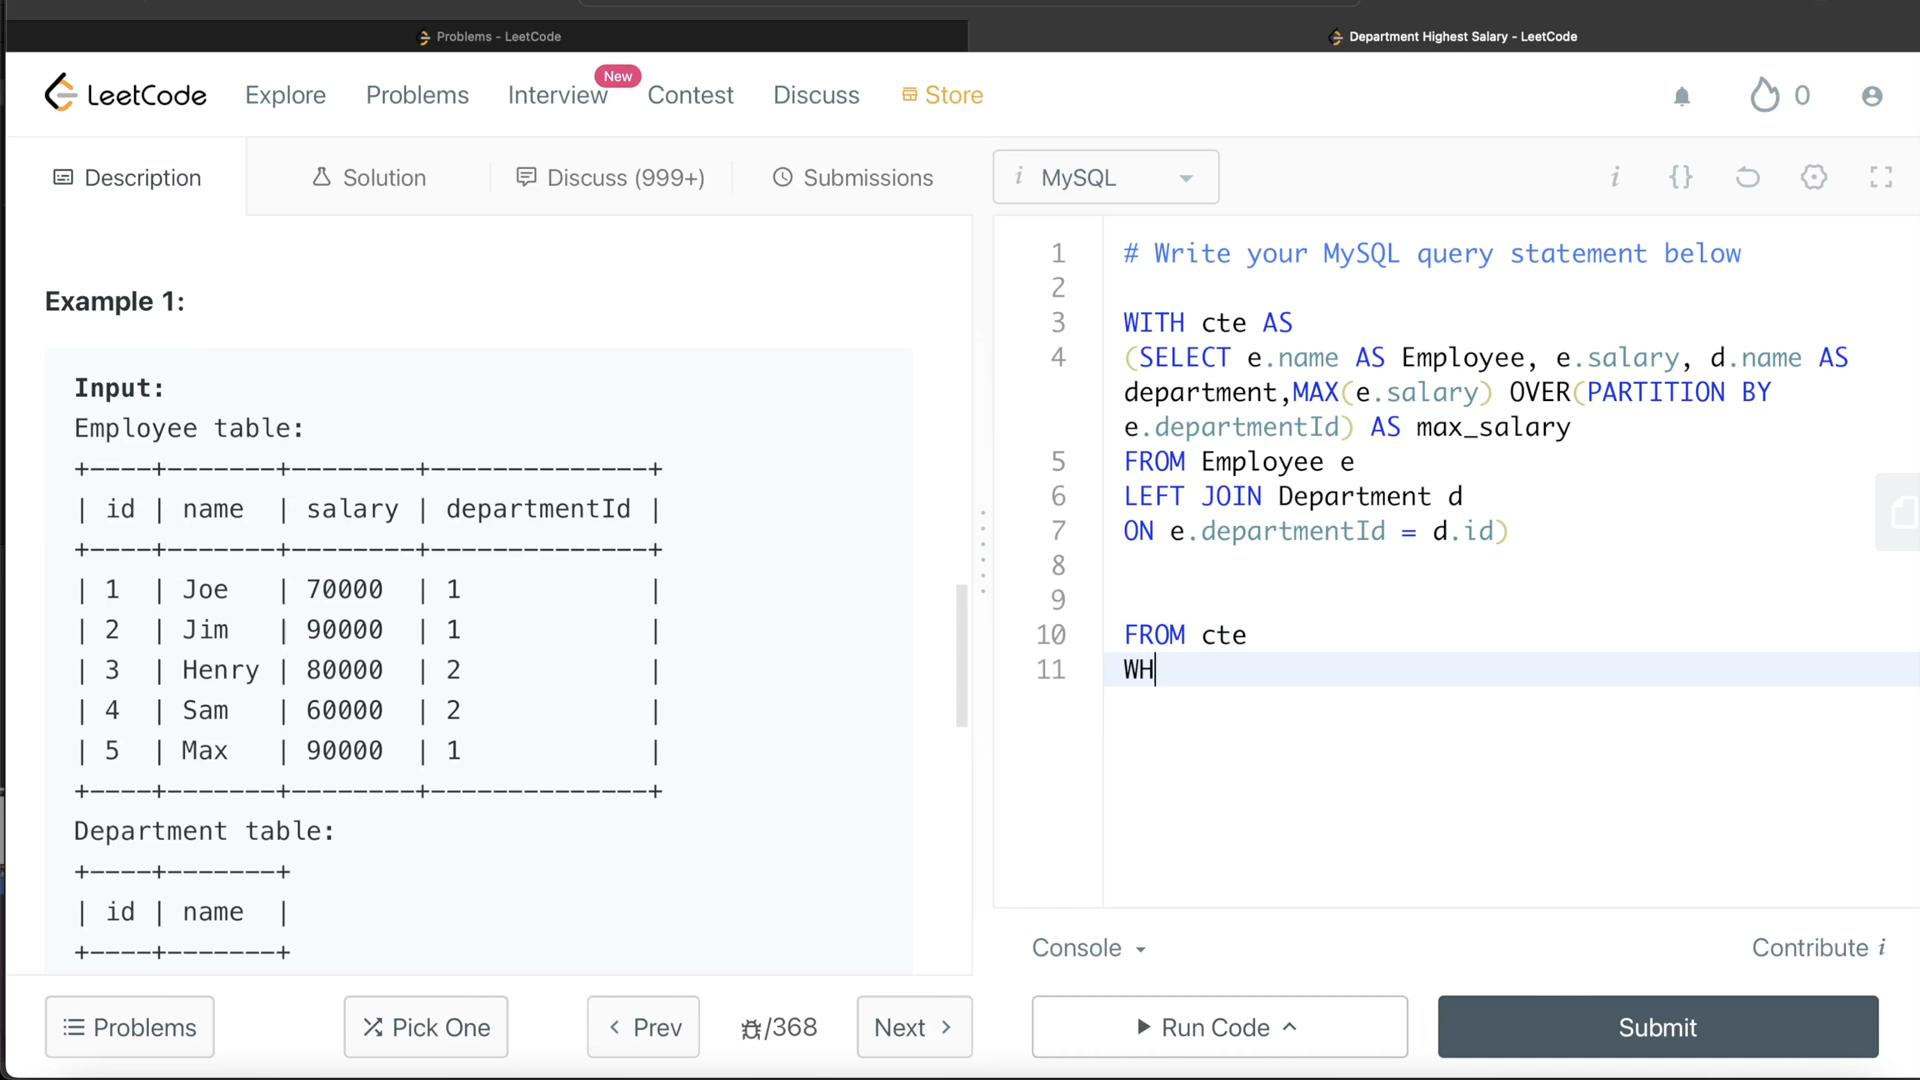 Problems - LeetCode
Department Highest Salary - LeetCode
LeetCode
Explore
Problems
Interview
New
Contest
Discuss
Store
0
Description
Solution
Discuss (999+)
Submissions
i MySQL
i
{}
Example 1:
Input:
Employee table:
+----+-------+--------+--------------+
| id | name  | salary | departmentId |
+----+-------+--------+--------------+
| 1  | Joe   | 70000  | 1            |
| 2  | Jim   | 90000  | 1            |
| 3  | Henry | 80000  | 2            |
| 4  | Sam   | 60000  | 2            |
| 5  | Max   | 90000  | 1            |
+----+-------+--------+--------------+
Department table:
+----+-------+
| id | name  |
+----+-------+
1 # Write your MySQL query statement below
2
3 WITH cte AS
4 (SELECT e.name AS Employee, e.salary, d.name AS
department,MAX(e.salary) OVER(PARTITION BY
e.departmentId) AS max_salary
5 FROM Employee e
6 LEFT JOIN Department d
7 ON e.departmentId = d.id)
8
9
10 FROM cte
11 WH
Console
Contribute i
Problems
Pick One
Prev
/368
Next
Run Code
Submit